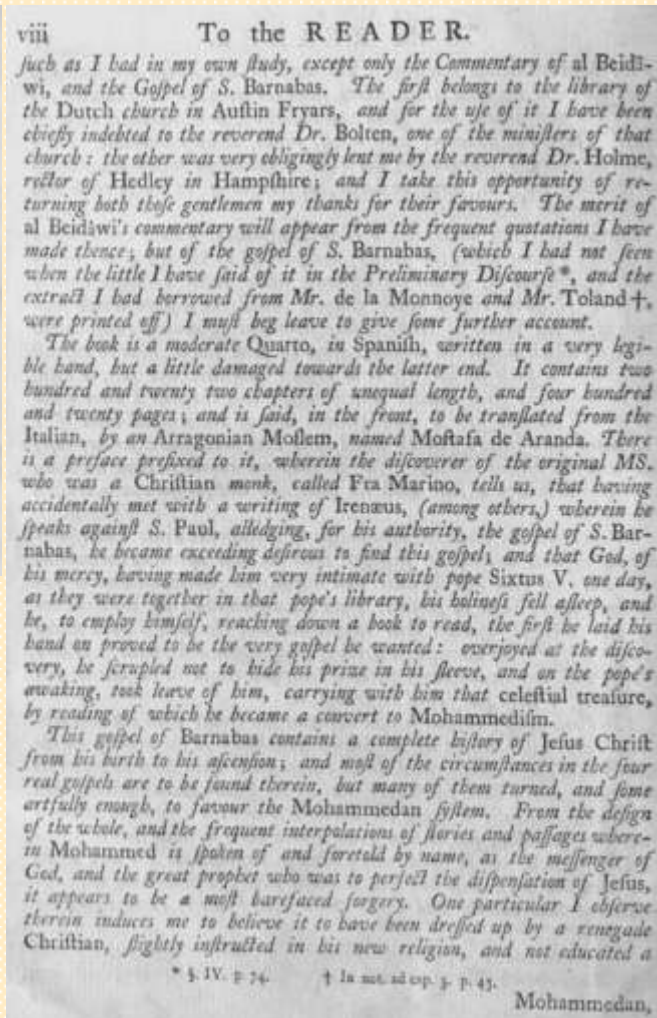 viii To the READER.
ſuch as I had in my own ſtudy, except only the Commentary of al Beidâ-
wi, and the Goſpel of S. Barnabas. The firſt belongs to the library of
the Dutch church in Auſtin Fryars, and for the uſe of it I have been
chiefly indebted to the reverend Dr. Bolten, one of the miniſters of that
church: the other was very obligingly lent me by the reverend Dr. Holme,
rector of Hedley in Hampſhire; and I take this opportunity of re-
turning both thoſe gentlemen my thanks for their favours. The merit of
al Beidâwi's commentary will appear from the frequent quotations I have
made thence; but of the goſpel of S. Barnabas, (which I had not ſeen
when the little I have ſaid of it in the Preliminary Diſcourſe *, and the
extract I had borrowed from Mr. de la Monnoye and Mr. Toland †,
were printed off) I muſt beg leave to give ſome further account.
The book is a moderate Quarto, in Spaniſh, written in a very legi-
ble hand, but a little damaged towards the latter end. It contains two
hundred and twenty two chapters of unequal length, and four hundred
and twenty pages; and is ſaid, in the front, to be tranſlated from the
Italian, by an Arragonian Moſlem, named Moſtafa de Aranda. There
is a preface prefixed to it, wherein the diſcoverer of the original MS.
who was a Chriſtian monk, called Fra Marino, tells us, that having
accidentally met with a writing of Irenæus, (among others,) wherein he
ſpeaks againſt S. Paul, alledging, for his authority, the goſpel of S. Bar-
nabas, he became exceeding deſirous to find this goſpel; and that God, of
his mercy, having made him very intimate with pope Sixtus V. one day,
as they were together in that pope's library, his holineſs fell aſleep, and
he, to employ himſelf, reaching down a book to read, the firſt he laid his
hand on proved to be the very goſpel he wanted: overjoyed at the diſco-
very, he ſcrupled not to hide his prize in his ſleeve, and on the pope's
awaking, took leave of him, carrying with him that celeſtial treaſure,
by reading of which he became a convert to Mohammediſm.
This goſpel of Barnabas contains a complete hiſtory of Jeſus Chriſt
from his birth to his aſcenſion; and moſt of the circumſtances in the four
real goſpels are to be found therein, but many of them turned, and ſome
artfully enough, to favour the Mohammedan ſyſtem. From the deſign
of the whole, and the frequent interpolations of ſtories and paſſages where-
in Mohammed is ſpoken of and foretold by name, as the meſſenger of
God, and the great prophet who was to perfect the diſpenſation of Jeſus,
it appears to be a moſt barefaced forgery. One particular I obſerve
therein induces me to believe it to have been dreſſed up by a renegade
Chriſtian, ſlightly inſtructed in his new religion, and not educated a
* §. IV. p. 74. † In not. ad cap. 3. p. 43.
Mohammedan,